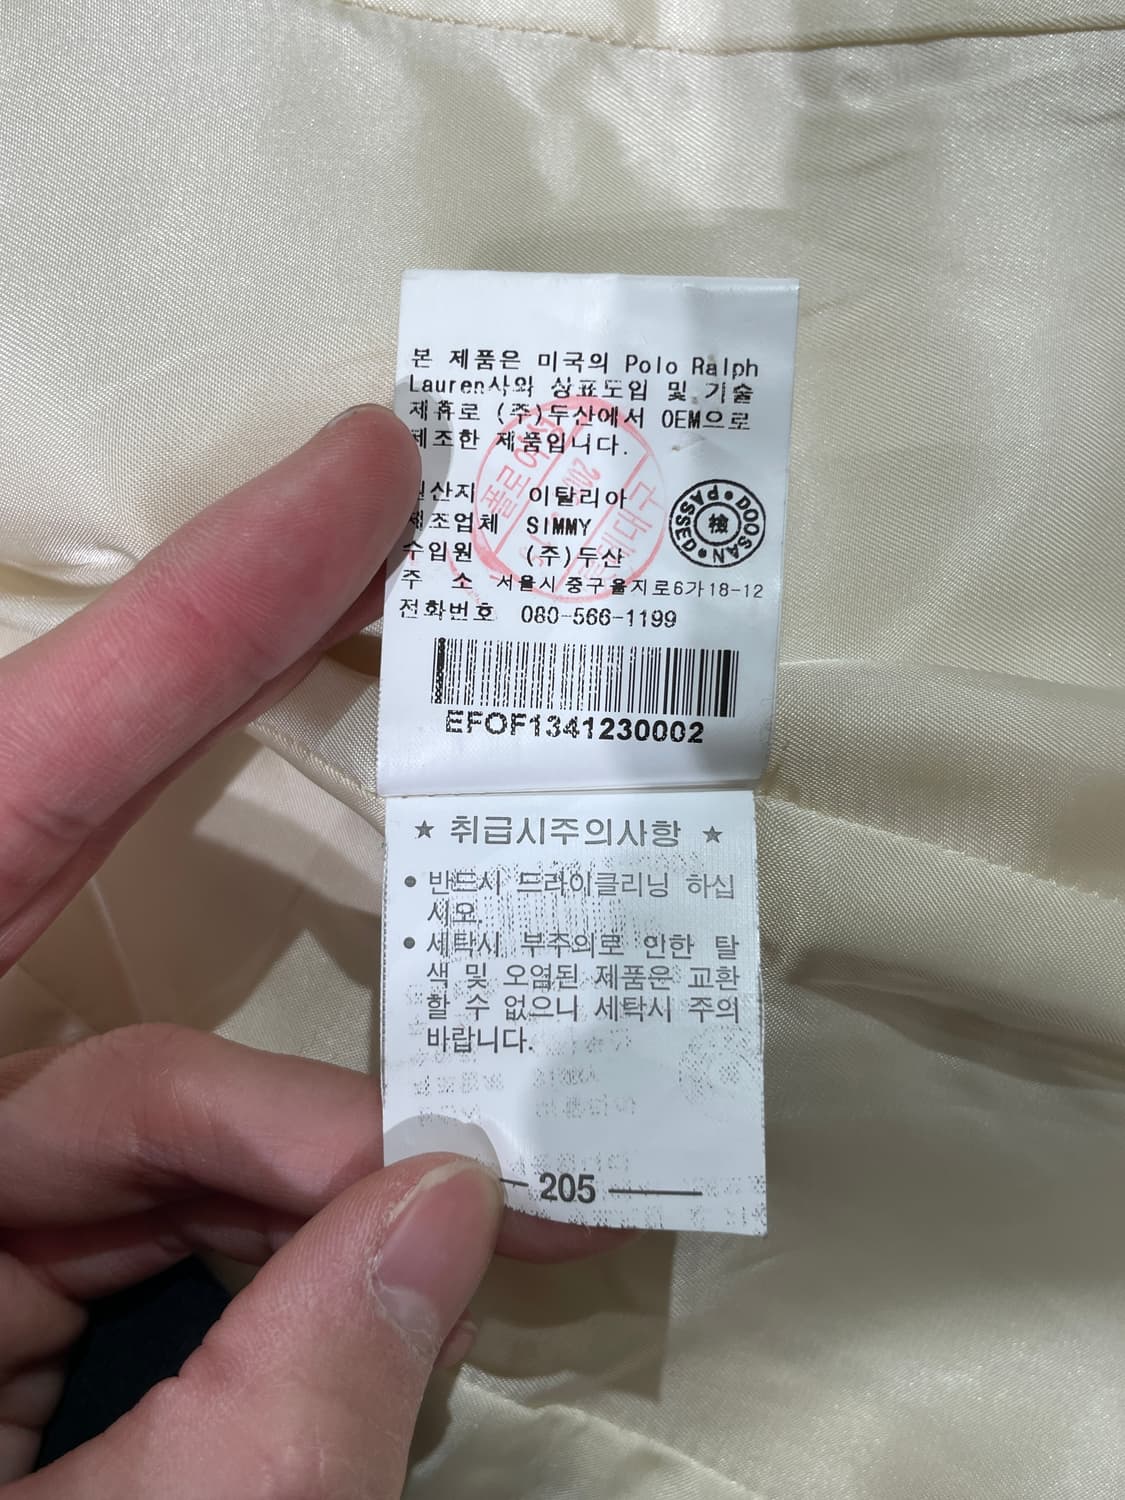 본 제품은 미국의 Polo Ralph
Lauren사와 상표도입 및 기술
제휴로 (주)두산에서 OEM으로
제조한 제품입니다.
원산지 이탈리아
제조업체 SIMMY
수입원 (주)두산
주 소 서울시 중구 을지로6가 18-12
전화번호 080-566-1199
DOOSAN PASSED
檢
EFOF1341230002
★ 취급시주의사항 ★
● 반드시 드라이클리닝 하십
시오.
● 세탁시 부주의로 인한 탈
색 및 오염된 제품은 교환
할 수 없으니 세탁시 주의
바랍니다.
205